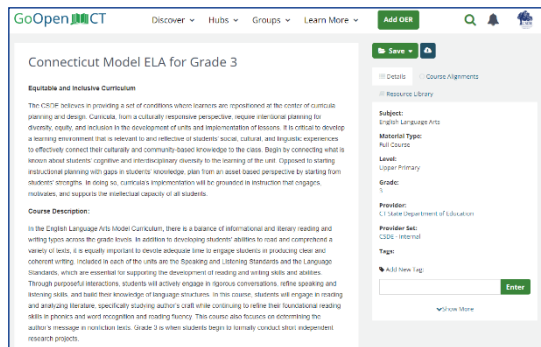 GoOpen CT
Discover
Hubs
Groups
Learn More
Add OER
Connecticut Model ELA for Grade 3
Equitable and Inclusive Curriculum
The CSDE believes in providing a set of conditions where learners are repositioned at the center of curricula
planning and design. Curricula, from a culturally responsive perspective, require intentional planning for
diversity, equity, and inclusion in the development of units and implementation of lessons. It is critical to develop
a learning environment that is relevant to and reflective of students' social, cultural, and linguistic experiences
to effectively connect their culturally and community-based knowledge to the class. Begin by connecting what is
known about students' cognitive and interdisciplinary diversity to the learning of the unit. Opposed to starting
instructional planning with gaps in students' knowledge, plan from an asset based perspective by starting from
students' strengths. In doing so, curricula's implementation will be grounded in instruction that engages,
motivates, and supports the intellectual capacity of all students.
Course Description:
In the English Language Arts Model Curriculum, there is a balance of informational and literary reading and
writing types across the grade levels. In addition to developing students' abilities to read and comprehend a
variety of texts, it is equally important to devote adequate time to engage students in producing clear and
coherent writing. Included in each of the units are the Speaking and Listening Standards and the Language
Standards, which are essential for supporting the development of reading and writing skills and abilities.
Through purposeful interactions, students will actively engage in rigorous conversations, refine speaking and
listening skills, and build their knowledge of language structures. In this course, students will engage in reading
and analyzing literature, specifically studying author's craft while continuing to refine their foundational reading
skills in phonics and word recognition and reading fluency. This course also focuses on determining the
author's message in nonfiction texts. Grade 3 is when students begin to formally conduct short independent
research projects.
Save
Details
Course Alignments
Resource Library
Subject:
English Language Arts
Material Type:
Full Course
Level:
Upper Primary
Grade:
3
Provider:
CT State Department of Education
Provider Set:
CSDE - Internal
Tags:
Add New Tag:
Enter
Show More